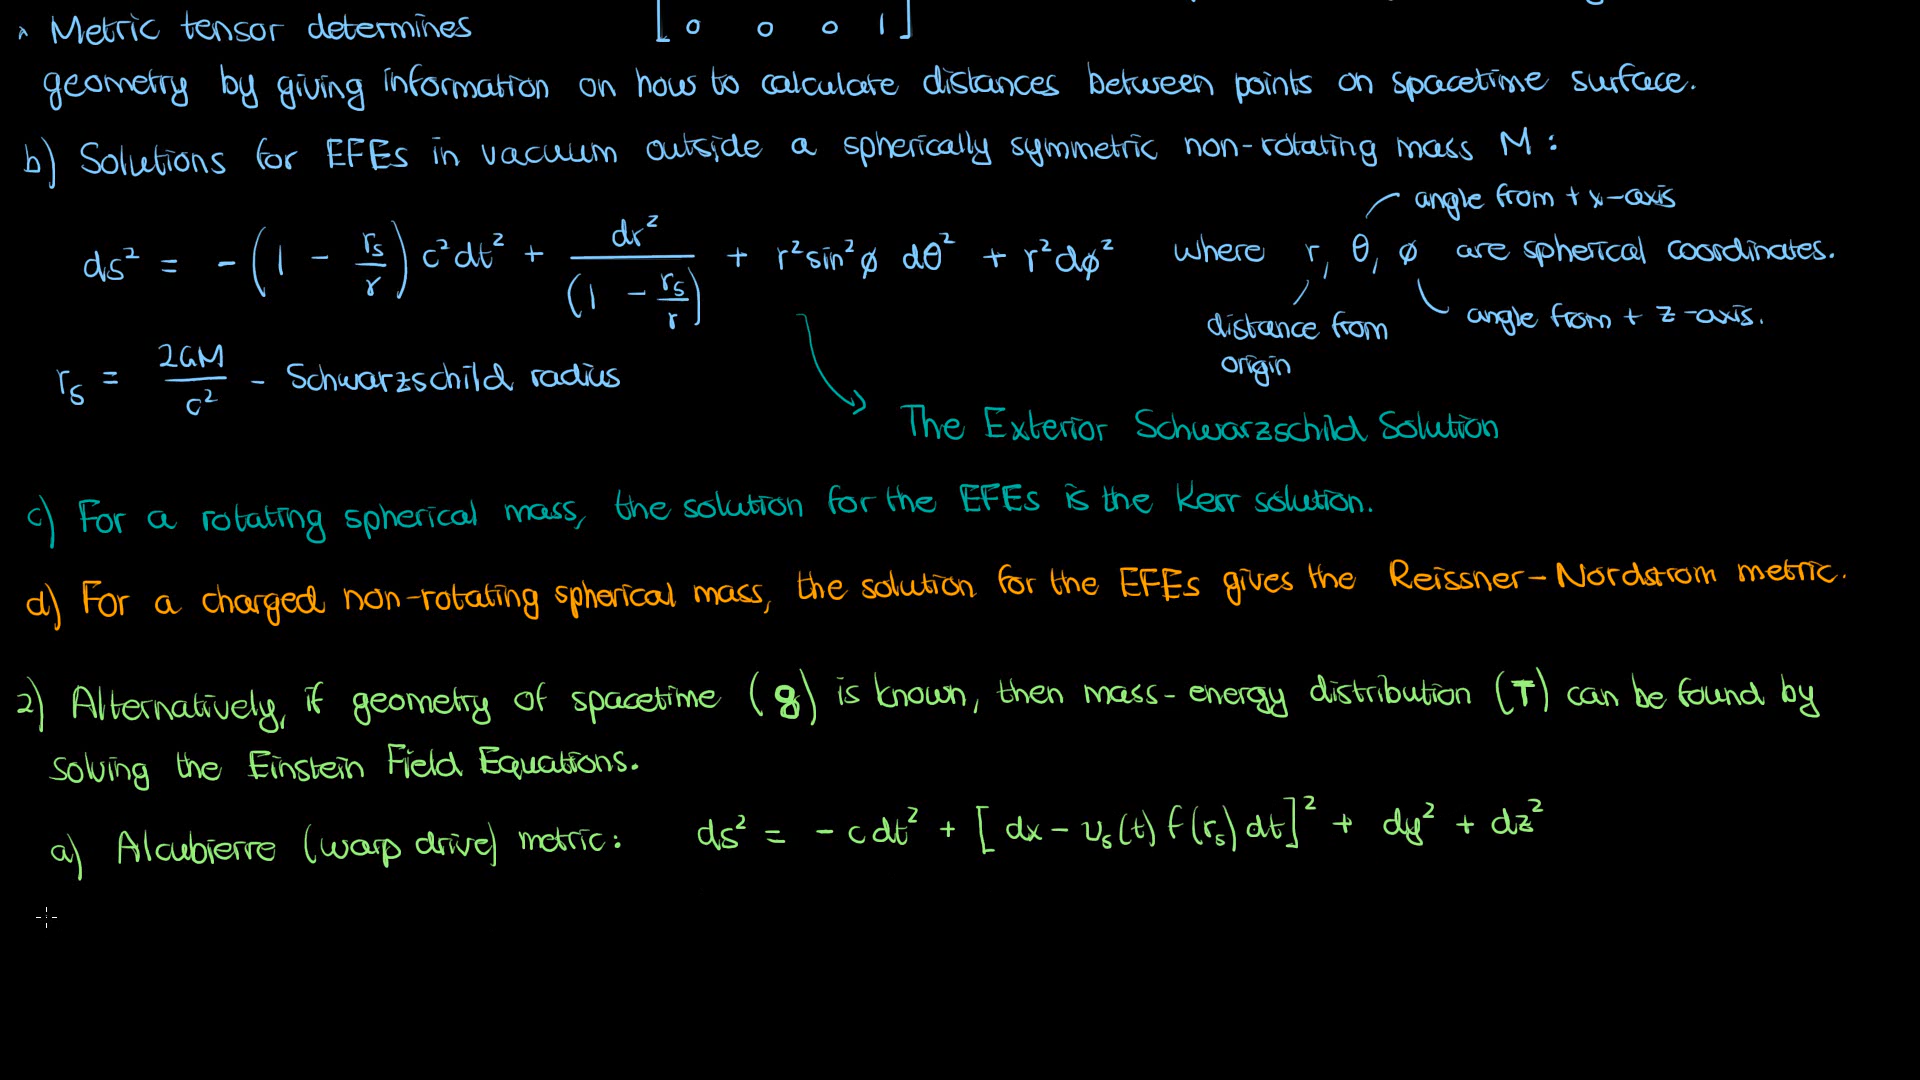 • Metric tensor determines [ 0 0 0 1 ]
geometry by giving information on how to calculate distances between points on spacetime surface.
b) Solutions for EFEs in vacuum outside a spherically symmetric non-rotating mass M :
angle from + x-axis
ds² = - (1 - rs/r) c²dt² + dr²/(1 - rs/r) + r²sin²ø dθ² + r²dø² where r, θ, ø are spherical coordinates.
distance from origin
angle from + z-axis.
rs = 2GM/c² - Schwarzschild radius
The Exterior Schwarzschild Solution
c) For a rotating spherical mass, the solution for the EFEs is the Kerr solution.
d) For a charged non-rotating spherical mass, the solution for the EFEs gives the Reissner-Nordstrom metric.
2) Alternatively, if geometry of spacetime (g) is known, then mass-energy distribution (T) can be found by
solving the Einstein Field Equations.
a) Alcubierre (warp drive) metric: ds² = - c dt² + [ dx - vs(t) f(rs) dt ]² + dy² + dz²